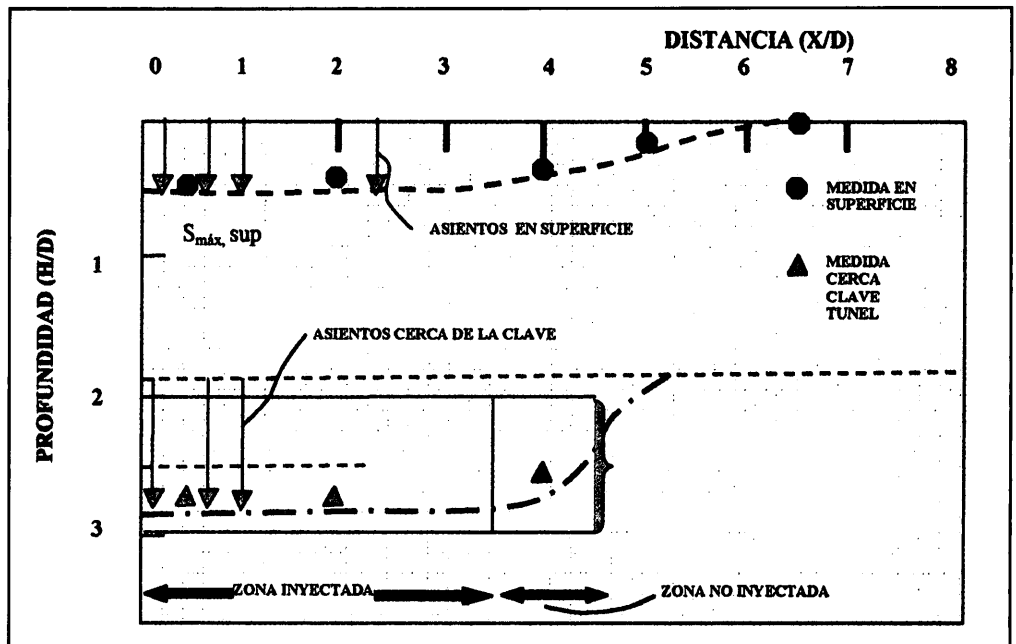 DISTANCIA (X/D)
0 1 2 3 4 5 6 7 8
MEDIDA EN
SUPERFICIE
ASIENTOS EN SUPERFICIE
Smáx, sup
PROFUNDIDAD (H/D)
1
MEDIDA
CERCA
CLAVE
TUNEL
ASIENTOS CERCA DE LA CLAVE
2
3
ZONA INYECTADA
ZONA NO INYECTADA